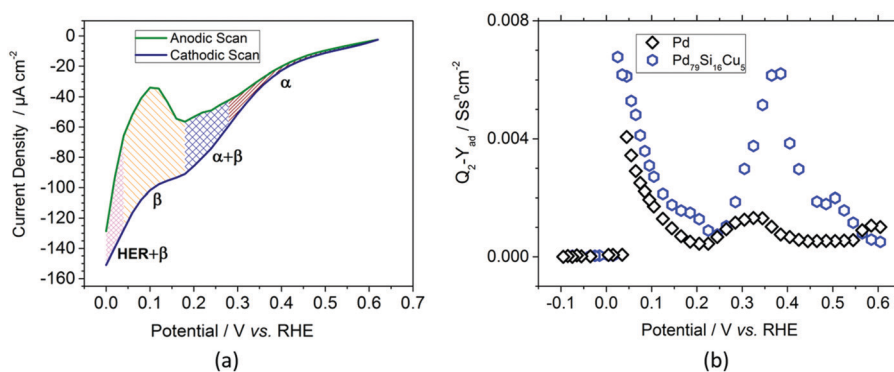 Anodic Scan
Cathodic Scan
0
-20
-40
-60
-80
-100
-120
-140
-160
Current Density / µA cm⁻²
α
α+β
β
HER+β
0.0 0.1 0.2 0.3 0.4 0.5 0.6 0.7
Potential / V vs. RHE
(a)
Pd
Pd₇₉Si₁₆Cu₅
0.008
0.004
0.000
Q₂-Y_ad / Ssⁿcm⁻²
-0.1 0.0 0.1 0.2 0.3 0.4 0.5 0.6
Potential / V vs. RHE
(b)